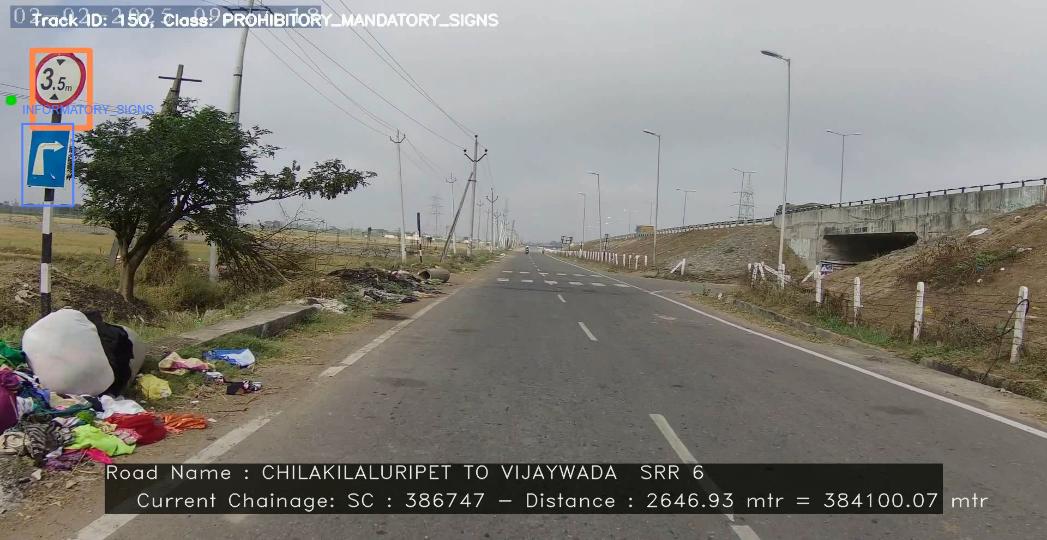 Track ID: 150, Class: PROHIBITORY_MANDATORY_SIGNS
3.5m
INFORMATORY_SIGNS
Road Name : CHILAKILALURIPET TO VIJAYWADA SRR 6
Current Chainage: SC : 386747 - Distance : 2646.93 mtr = 384100.07 mtr